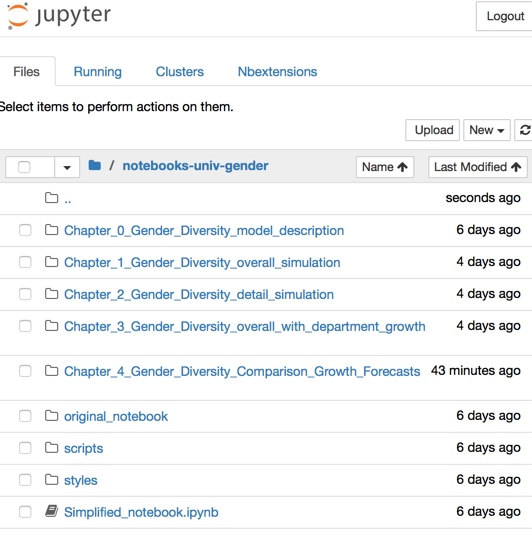 jupyter
Logout
Files Running Clusters Nbextensions
Select items to perform actions on them.
Upload New
/ notebooks-univ-gender Name Last Modified
.. seconds ago
Chapter_0_Gender_Diversity_model_description 6 days ago
Chapter_1_Gender_Diversity_overall_simulation 4 days ago
Chapter_2_Gender_Diversity_detail_simulation 4 days ago
Chapter_3_Gender_Diversity_overall_with_department_growth 4 days ago
Chapter_4_Gender_Diversity_Comparison_Growth_Forecasts 43 minutes ago
original_notebook 6 days ago
scripts 6 days ago
styles 6 days ago
Simplified_notebook.ipynb 6 days ago